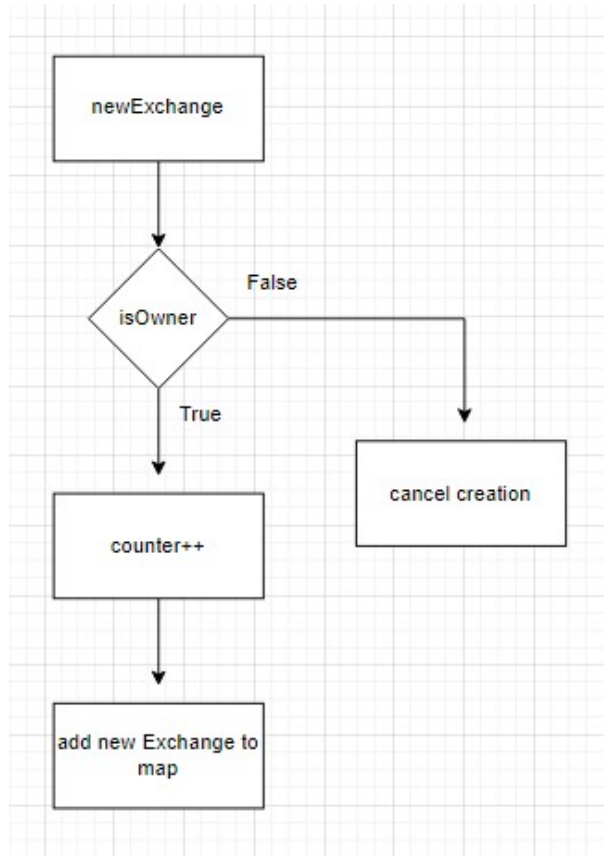 newExchange
False
isOwner
True
cancel creation
counter++
add new Exchange to
map